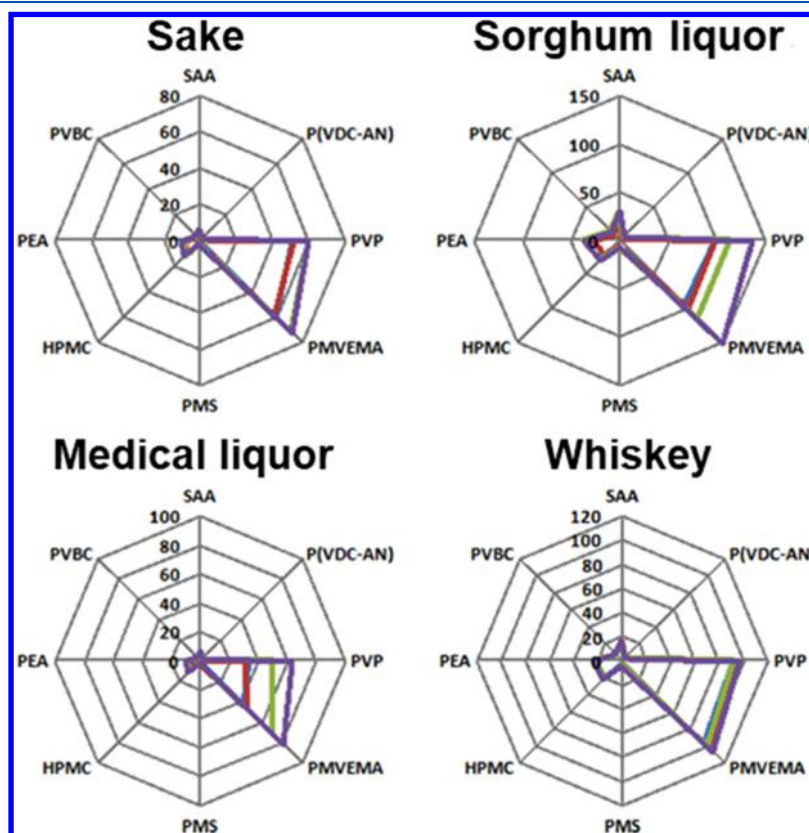 Sake
SAA
80
60
40
20
0
P(VDC-AN)
PVP
PMVEMA
PMS
HPMC
PEA
PVBC
Sorghum liquor
SAA
150
100
50
0
P(VDC-AN)
PVP
PMVEMA
PMS
HPMC
PEA
PVBC
Medical liquor
SAA
100
80
60
40
20
0
P(VDC-AN)
PVP
PMVEMA
PMS
HPMC
PEA
PVBC
Whiskey
SAA
120
100
80
60
40
20
0
P(VDC-AN)
PVP
PMVEMA
PMS
HPMC
PEA
PVBC